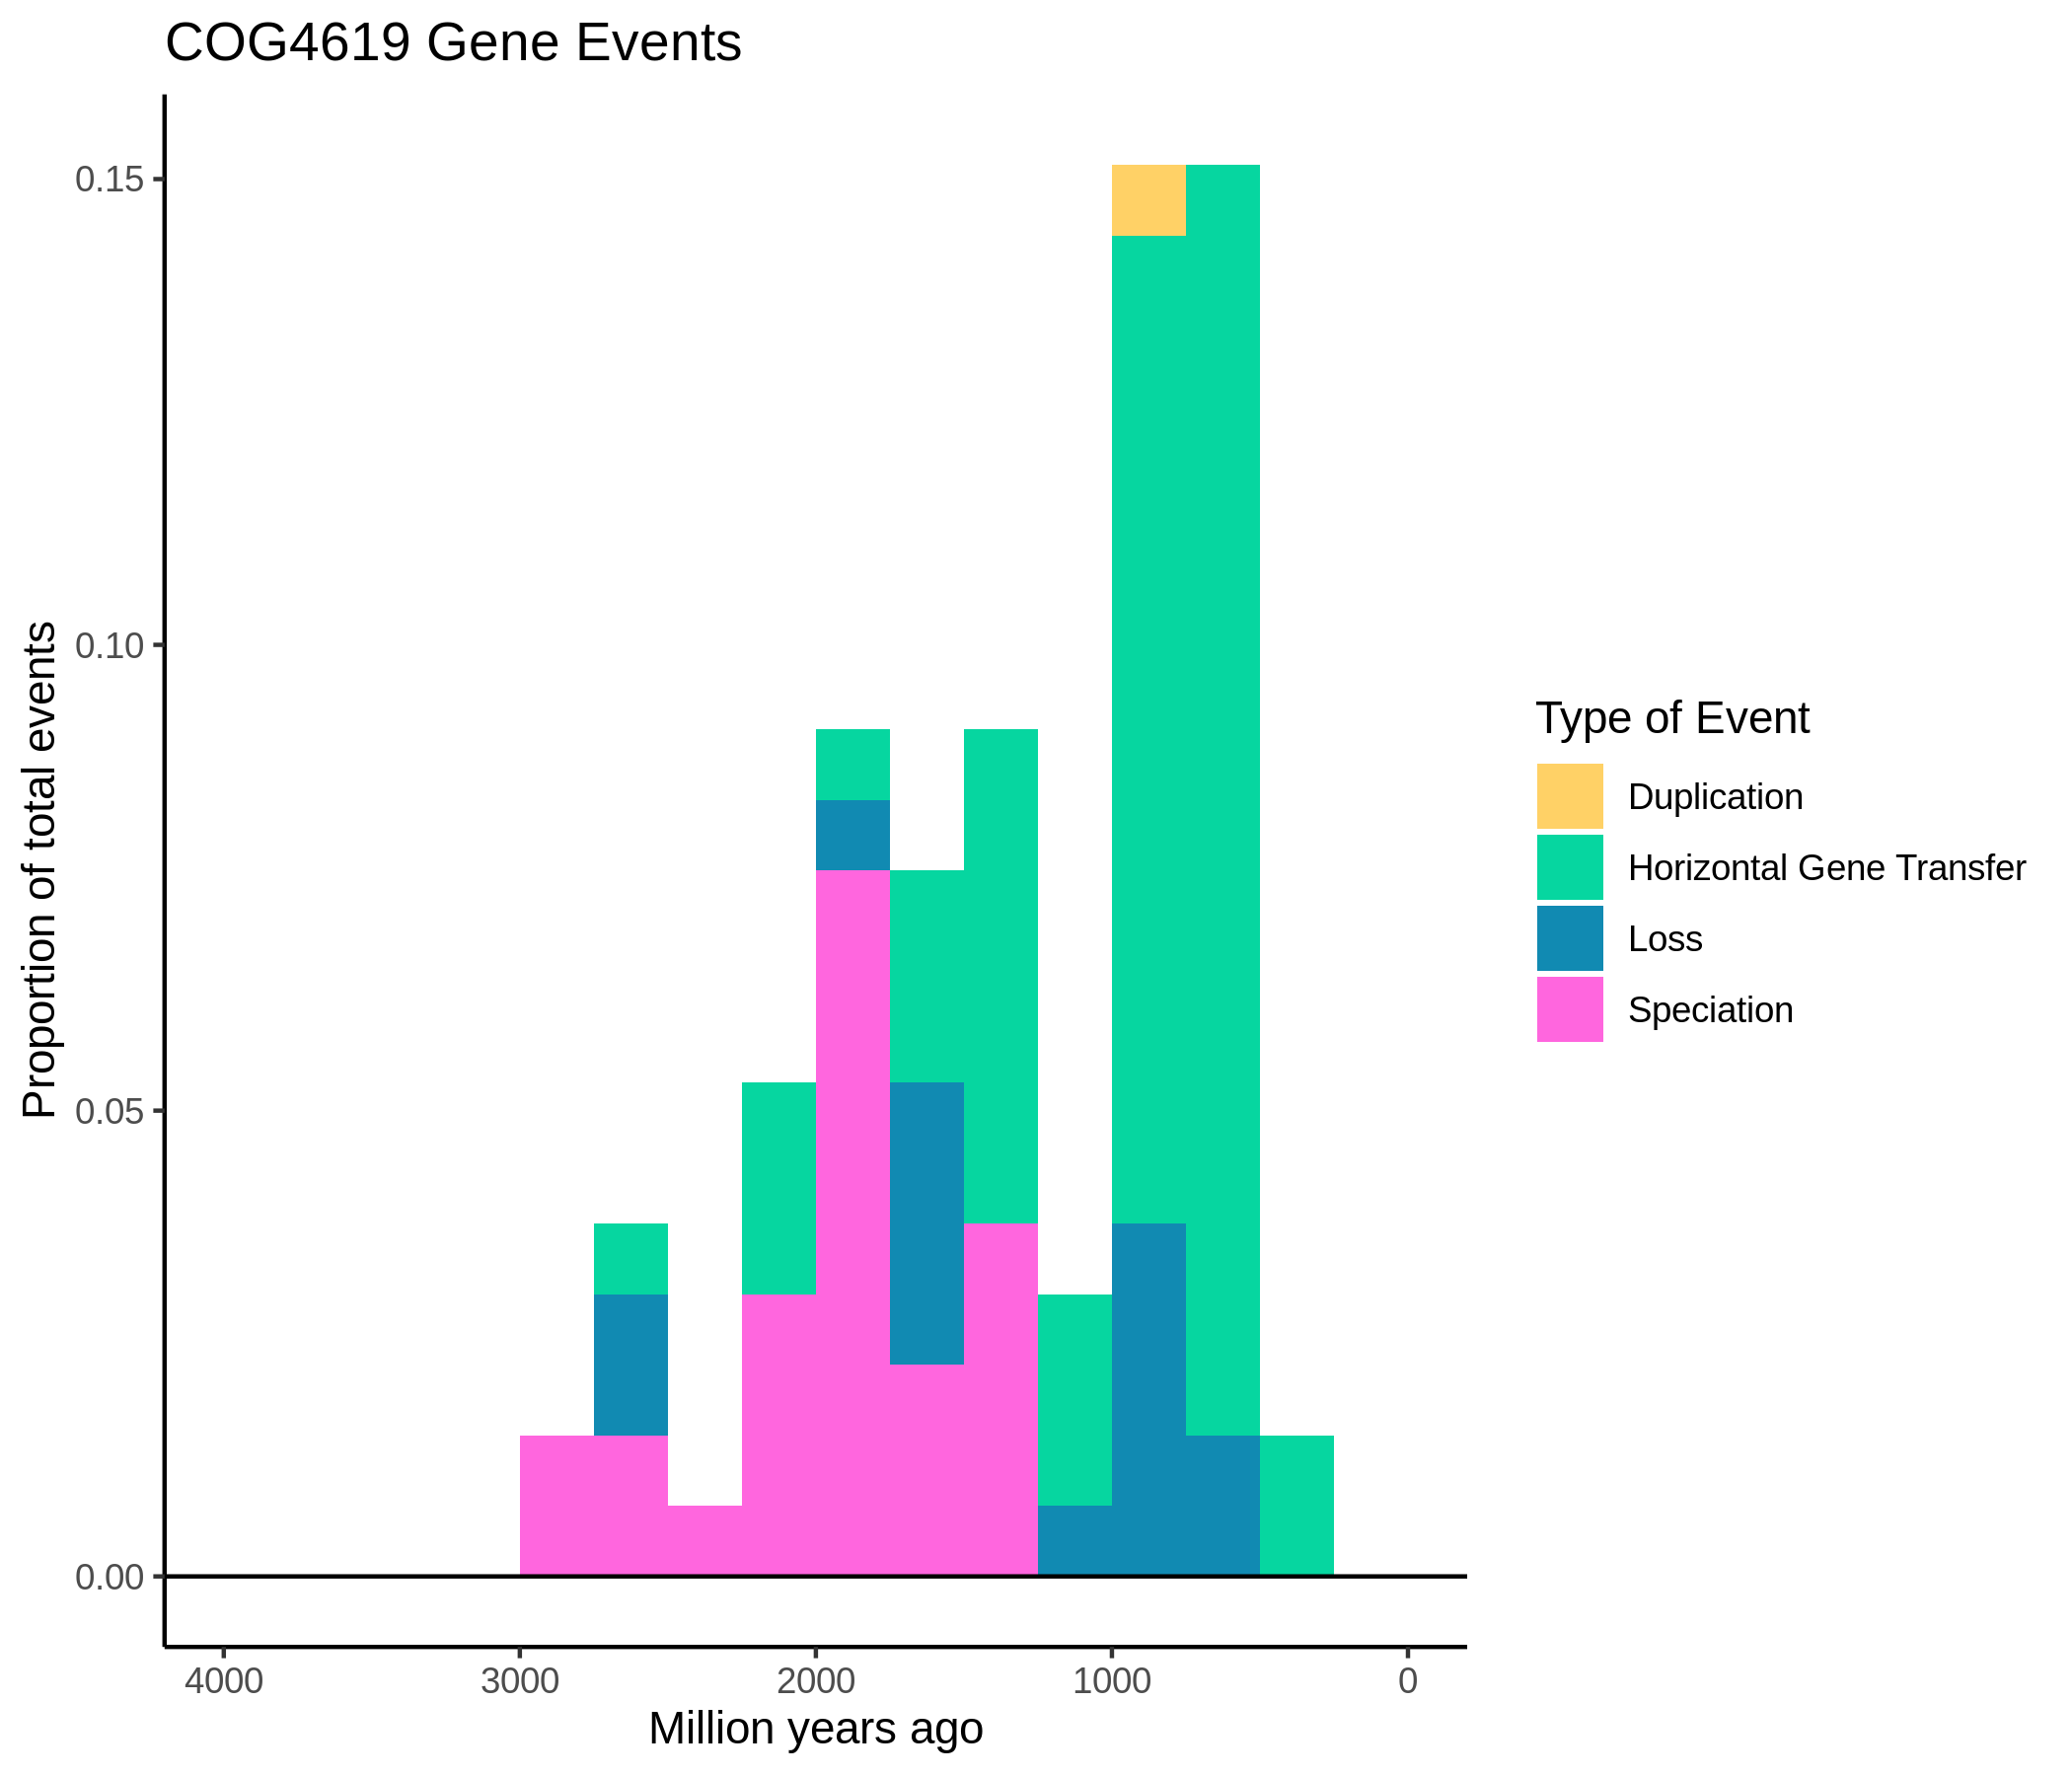 COG4619 Gene Events
Proportion of total events
0.15
0.10
0.05
0.00
4000 3000 2000 1000 0
Million years ago
Type of Event
Duplication
Horizontal Gene Transfer
Loss
Speciation